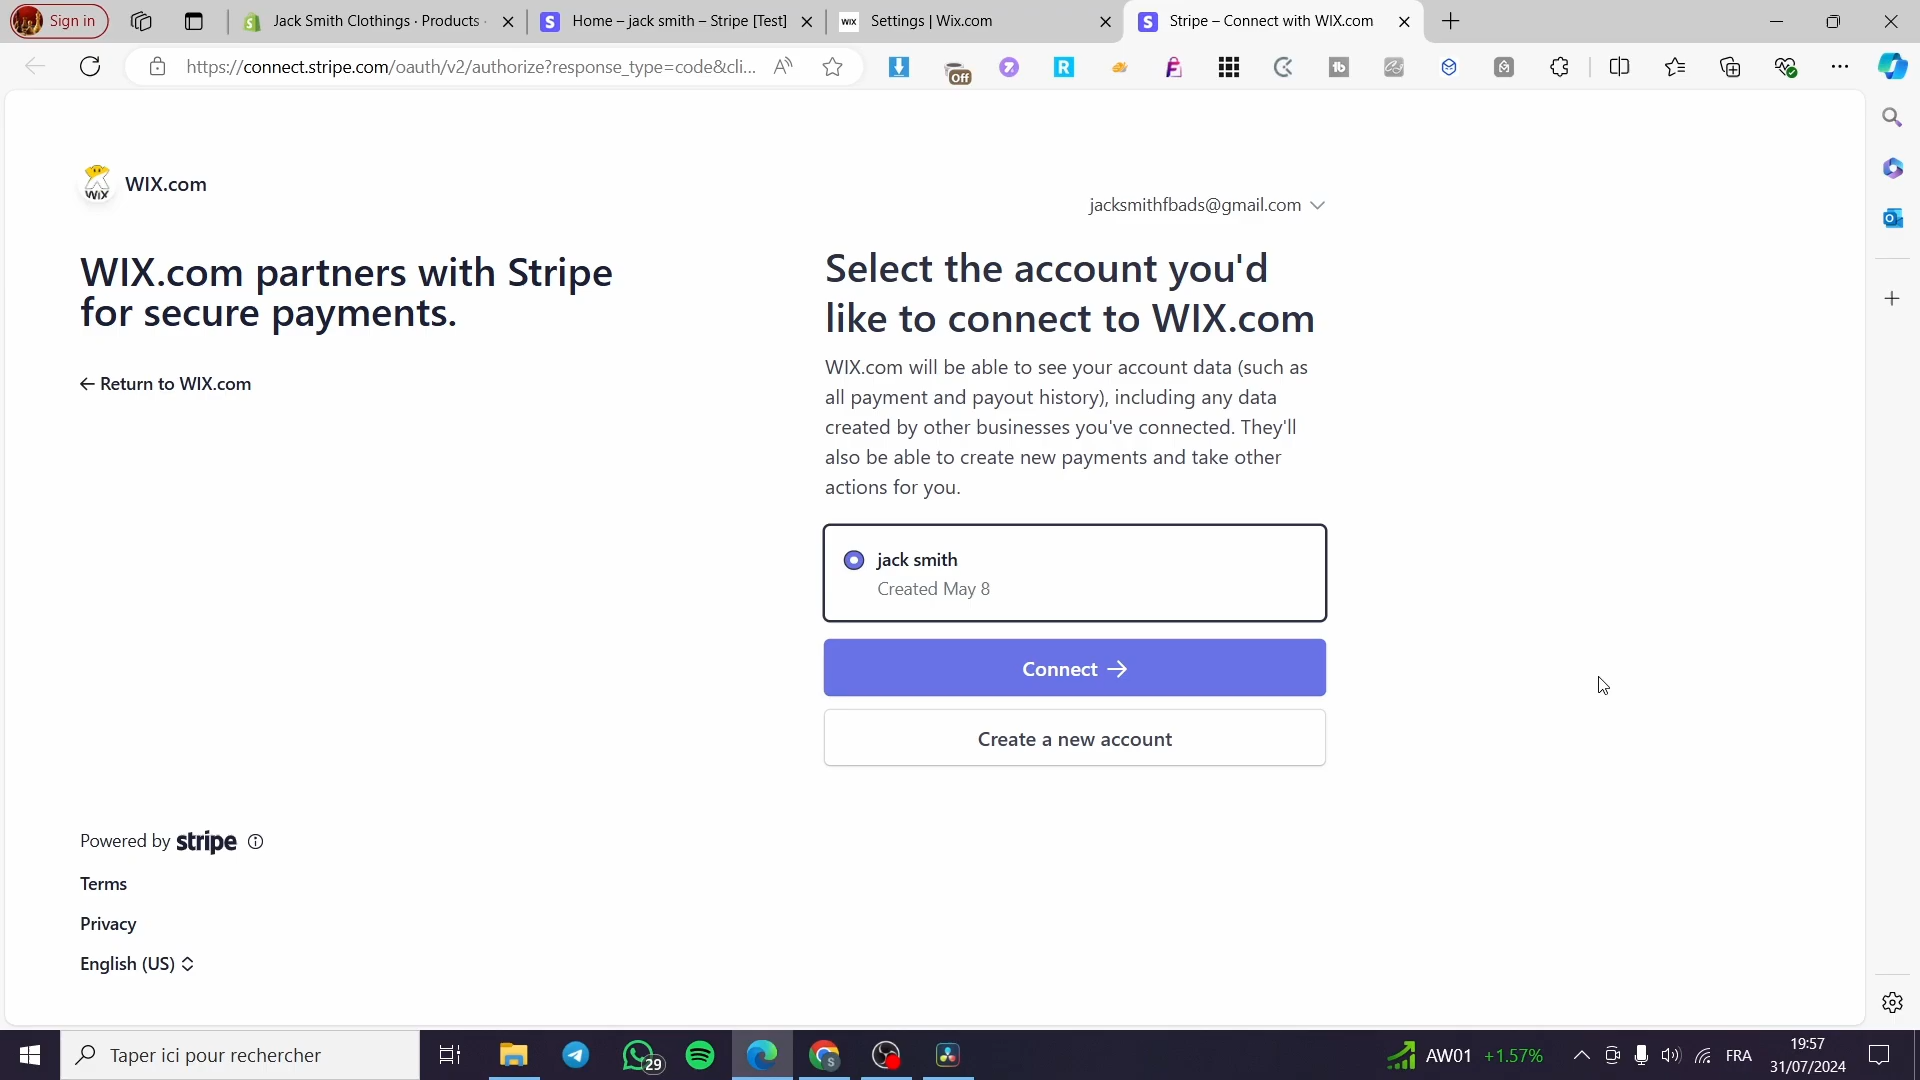 Sign in
Jack Smith Clothings · Products ·
Home – jack smith – Stripe [Test]
WIX
Settings | Wix.com
Stripe – Connect with WIX.com
https://connect.stripe.com/oauth/v2/authorize?response_type=code&cli...
Off
WIX
WIX.com
jacksmithfbads@gmail.com
WIX.com partners with Stripe
for secure payments.
← Return to WIX.com
Select the account you'd
like to connect to WIX.com
WIX.com will be able to see your account data (such as
all payment and payout history), including any data
created by other businesses you've connected. They'll
also be able to create new payments and take other
actions for you.
jack smith
Created May 8
Connect →
Create a new account
Powered by stripe
Terms
Privacy
English (US)
Taper ici pour rechercher
29
AW01 +1.57%
FRA
19:57
31/07/2024